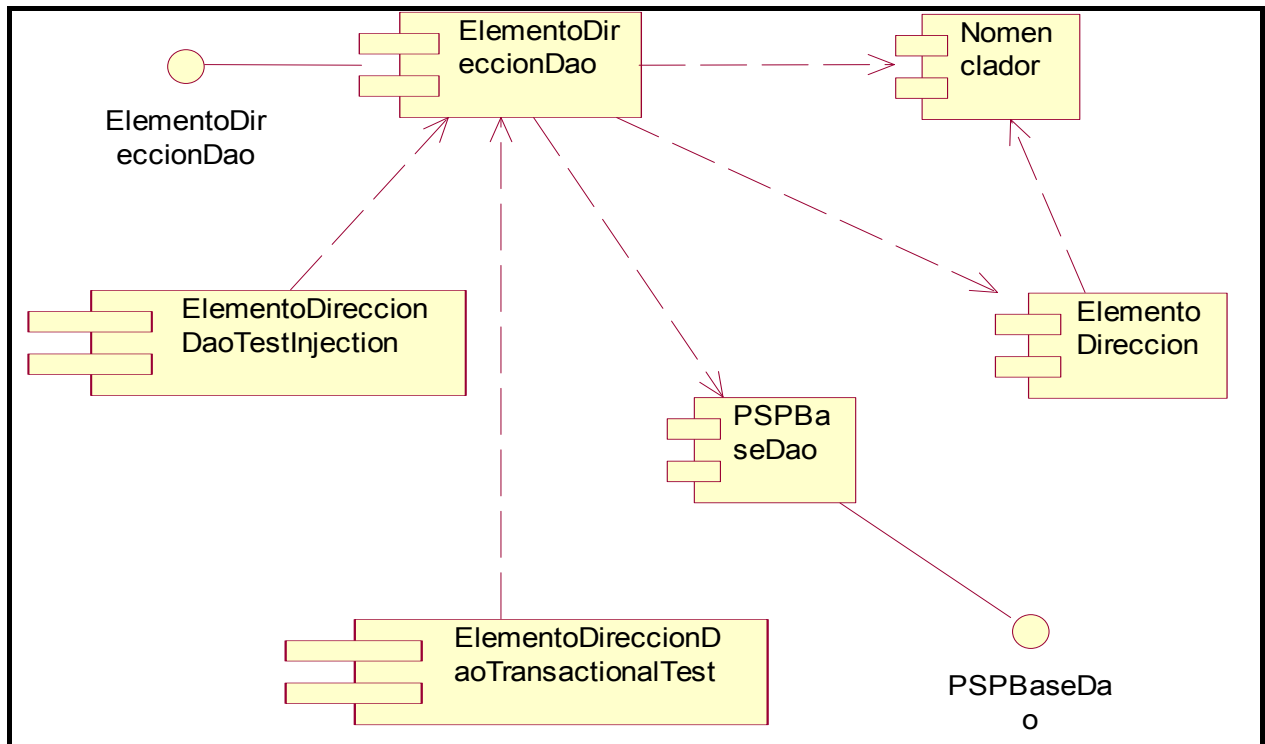 ElementoDir
eccionDao
Nomen
clador
ElementoDir
eccionDao
ElementoDireccion
DaoTestInjection
Elemento
Direccion
PSPBa
seDao
ElementoDireccionD
aoTransactionalTest
PSPBaseDa
o